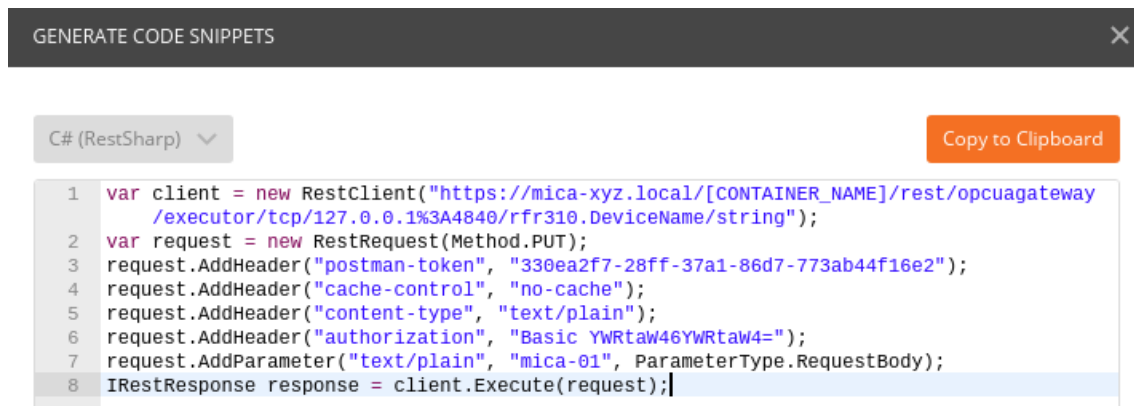 GENERATE CODE SNIPPETS
C# (RestSharp)
Copy to Clipboard
1 var client = new RestClient("https://mica-xyz.local/[CONTAINER_NAME]/rest/opcuagateway
/executor/tcp/127.0.0.1%3A4840/rfr310.DeviceName/string");
2 var request = new RestRequest(Method.PUT);
3 request.AddHeader("postman-token", "330ea2f7-28ff-37a1-86d7-773ab44f16e2");
4 request.AddHeader("cache-control", "no-cache");
5 request.AddHeader("content-type", "text/plain");
6 request.AddHeader("authorization", "Basic YWRtaW46YWRtaW4=");
7 request.AddParameter("text/plain", "mica-01", ParameterType.RequestBody);
8 IRestResponse response = client.Execute(request);